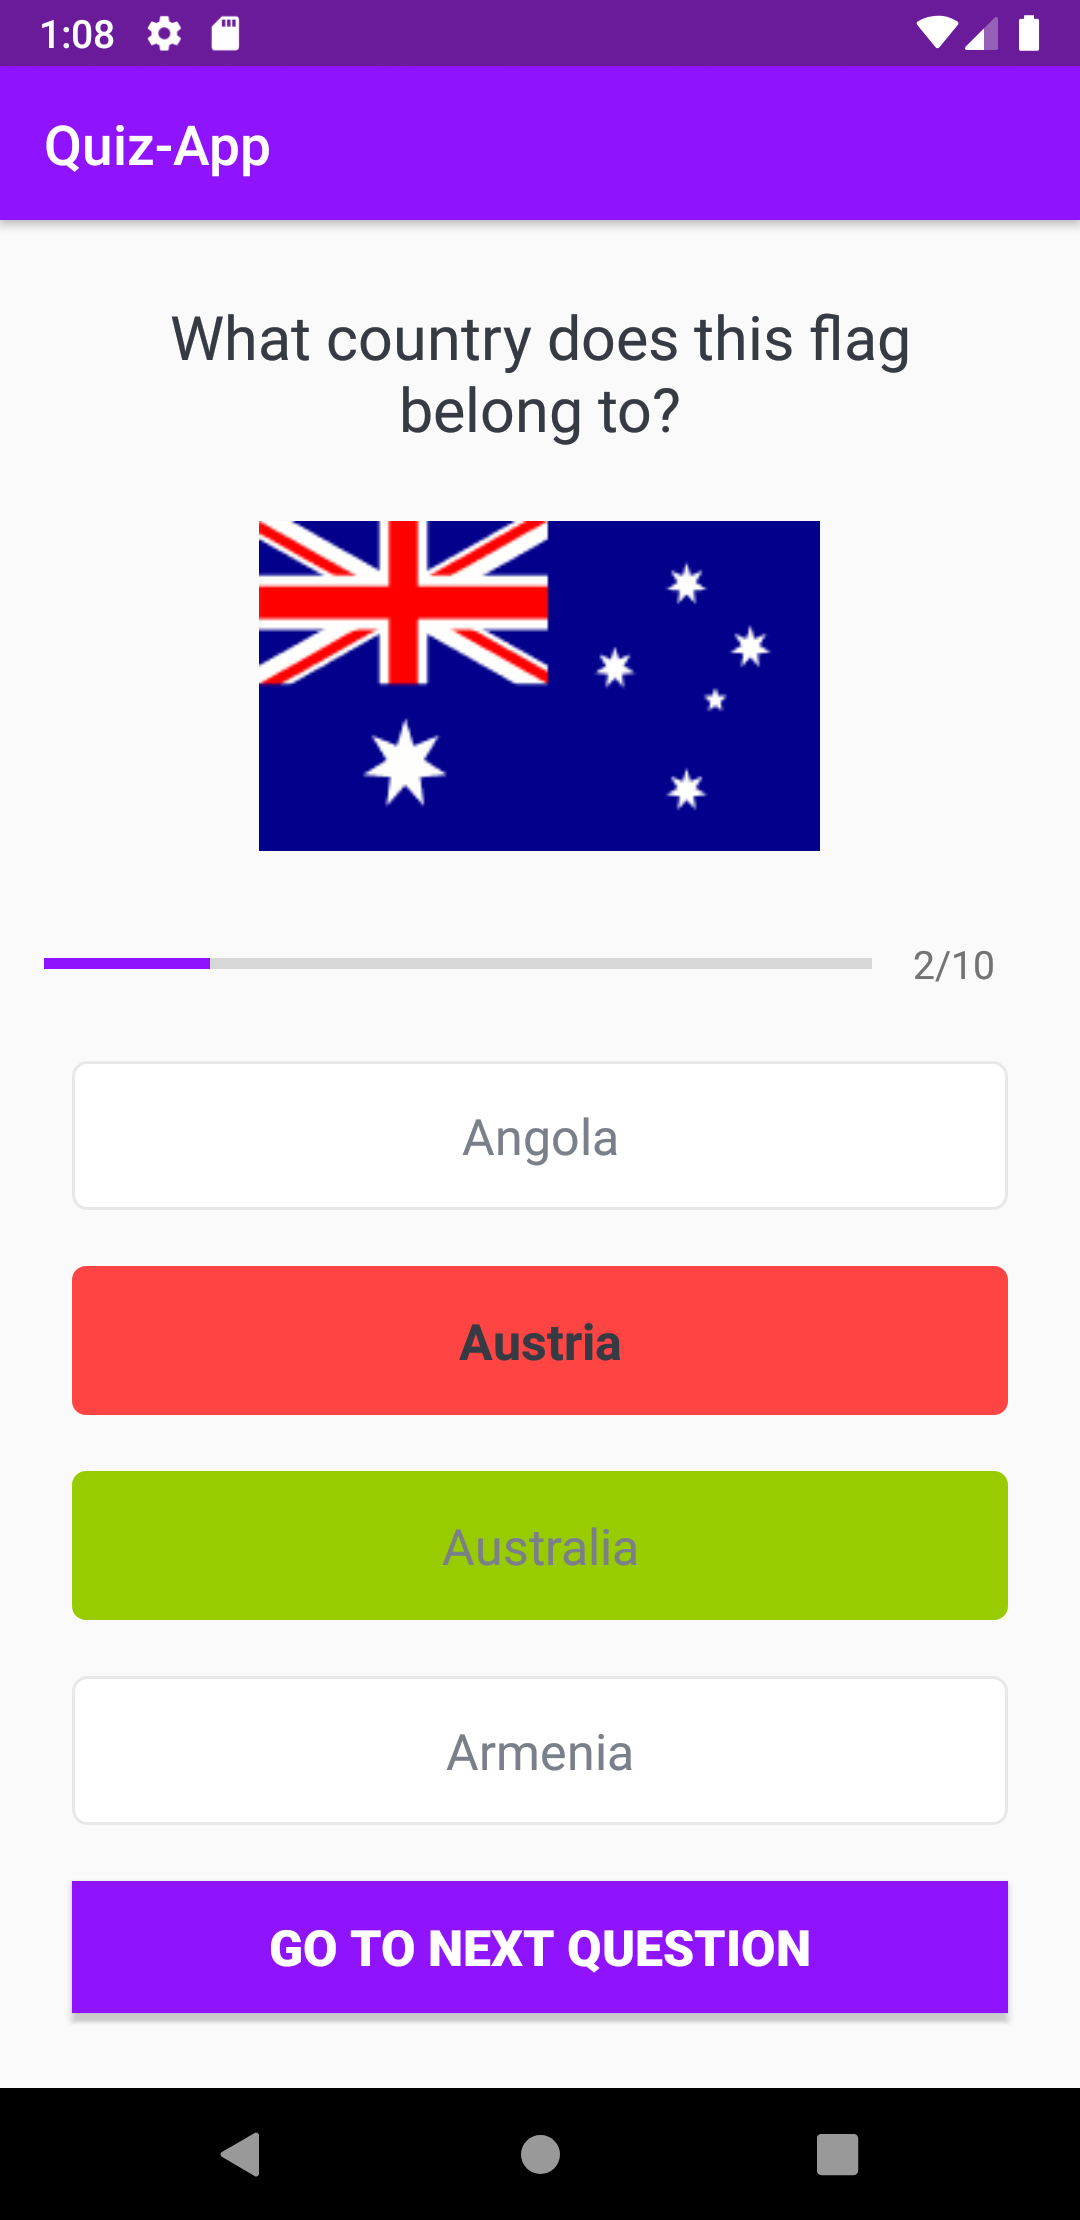 1:08
Quiz-App
What country does this flag
belong to?
2/10
Angola
Austria
Australia
Armenia
GO TO NEXT QUESTION